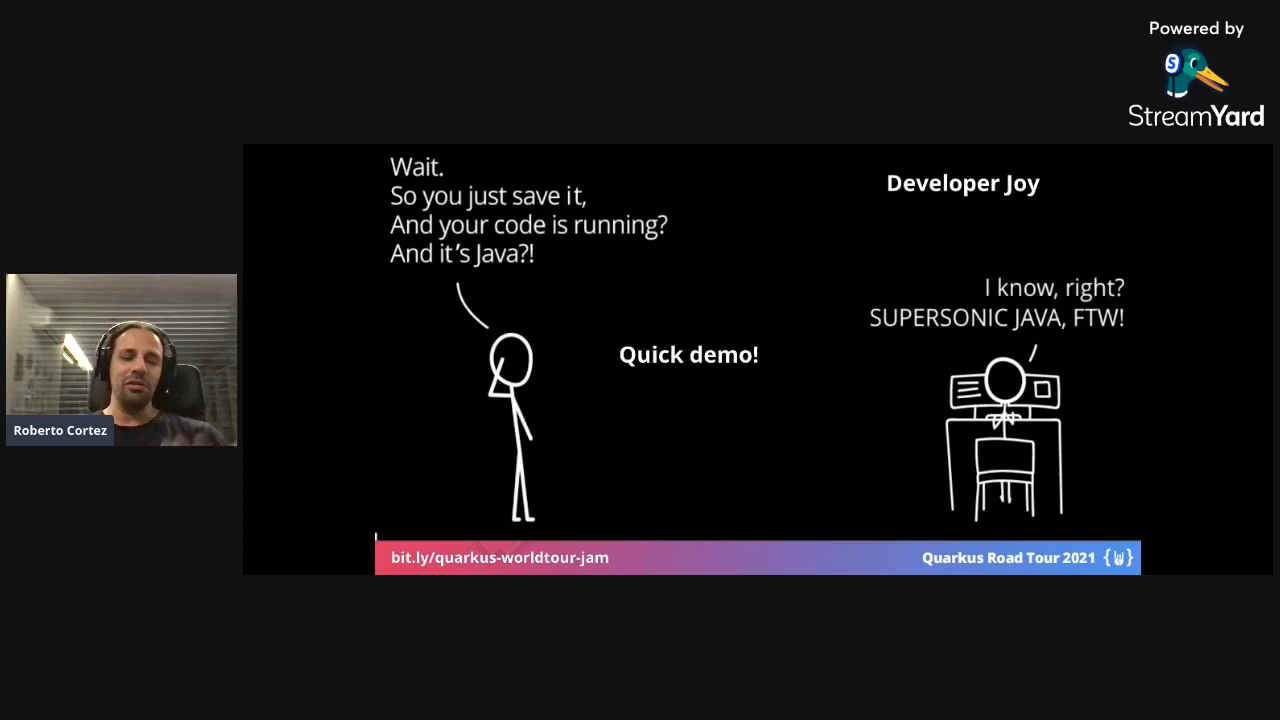 Powered by
StreamYard
Wait.
So you just save it,
And your code is running?
And it's Java?!
Developer Joy
I know, right?
SUPERSONIC JAVA, FTW!
Quick demo!
Roberto Cortez
bit.ly/quarkus-worldtour-jam
Quarkus Road Tour 2021